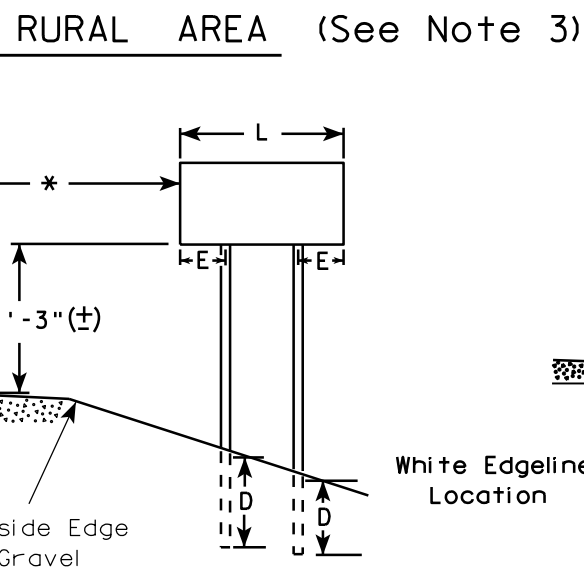 RURAL AREA (See Note 3)
L
*
E E
'-3"(±)
D
D
White Edgeline
Location
side Edge
Gravel